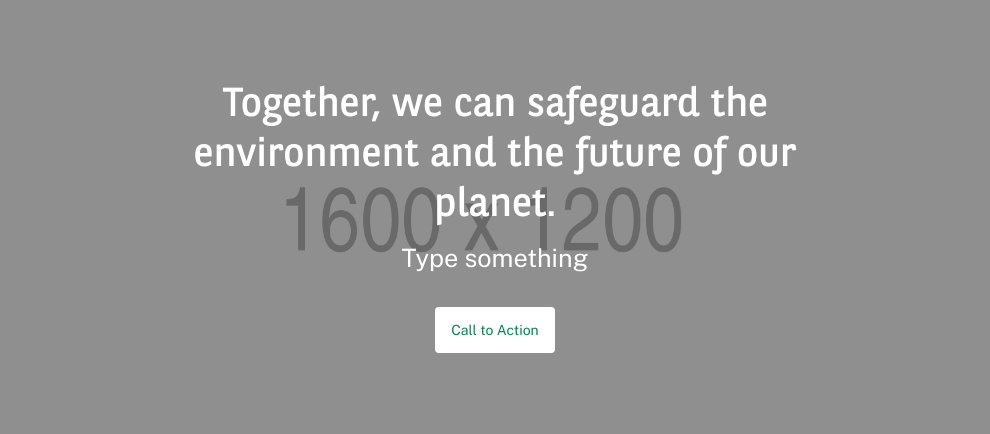 Together, we can safeguard the
environment and the future of our
planet.
1600 x 1200
Type something
Call to Action